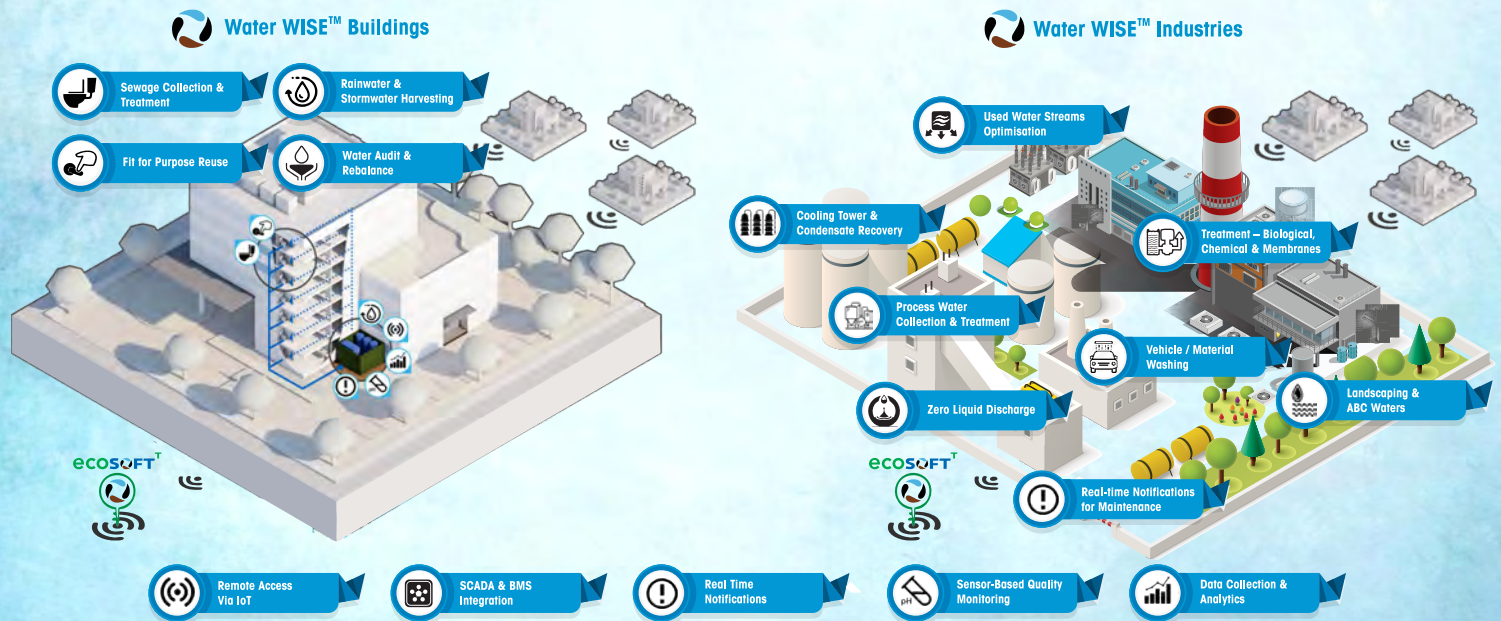 Water WISE™ Buildings
Sewage Collection &
Treatment
Rainwater &
Stormwater Harvesting
Fit for Purpose Reuse
Water Audit &
Rebalance
ecosoFT T
Water WISE™ Industries
Used Water Streams
Optimisation
Cooling Tower &
Condensate Recovery
Treatment – Biological,
Chemical & Membranes
Process Water
Collection & Treatment
Vehicle / Material
Washing
Zero Liquid Discharge
Landscaping &
ABC Waters
ecosoFT T
Real-time Notifications
for Maintenance
Remote Access
Via IoT
SCADA & BMS
Integration
Real Time
Notifications
pH
Sensor-Based Quality
Monitoring
Data Collection &
Analytics